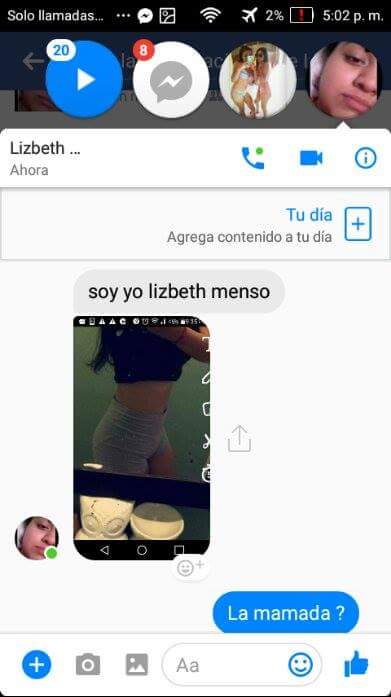 Solo llamadas... ... 2% 5:02 p. m.
20
8
Lizbeth ...
Ahora
Tu día
Agrega contenido a tu día
soy yo lizbeth menso
La mamada ?
Aa